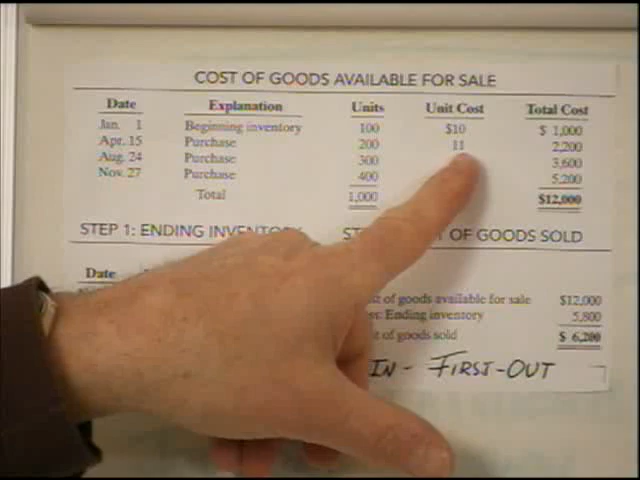 COST OF GOODS AVAILABLE FOR SALE
Date Explanation Units Unit Cost Total Cost
Jan. 1 Beginning inventory 100 $10 $ 1,000
Apr. 15 Purchase 200 11 2,200
Aug. 24 Purchase 300 3,600
Nov. 27 Purchase 400 5,200
Total 1,000 $12,000
STEP 1: ENDING INVENTORY OF GOODS SOLD
Date
of goods available for sale $12,000
Ending inventory 5,800
of goods sold $ 6,200
IN- FIRST-OUT